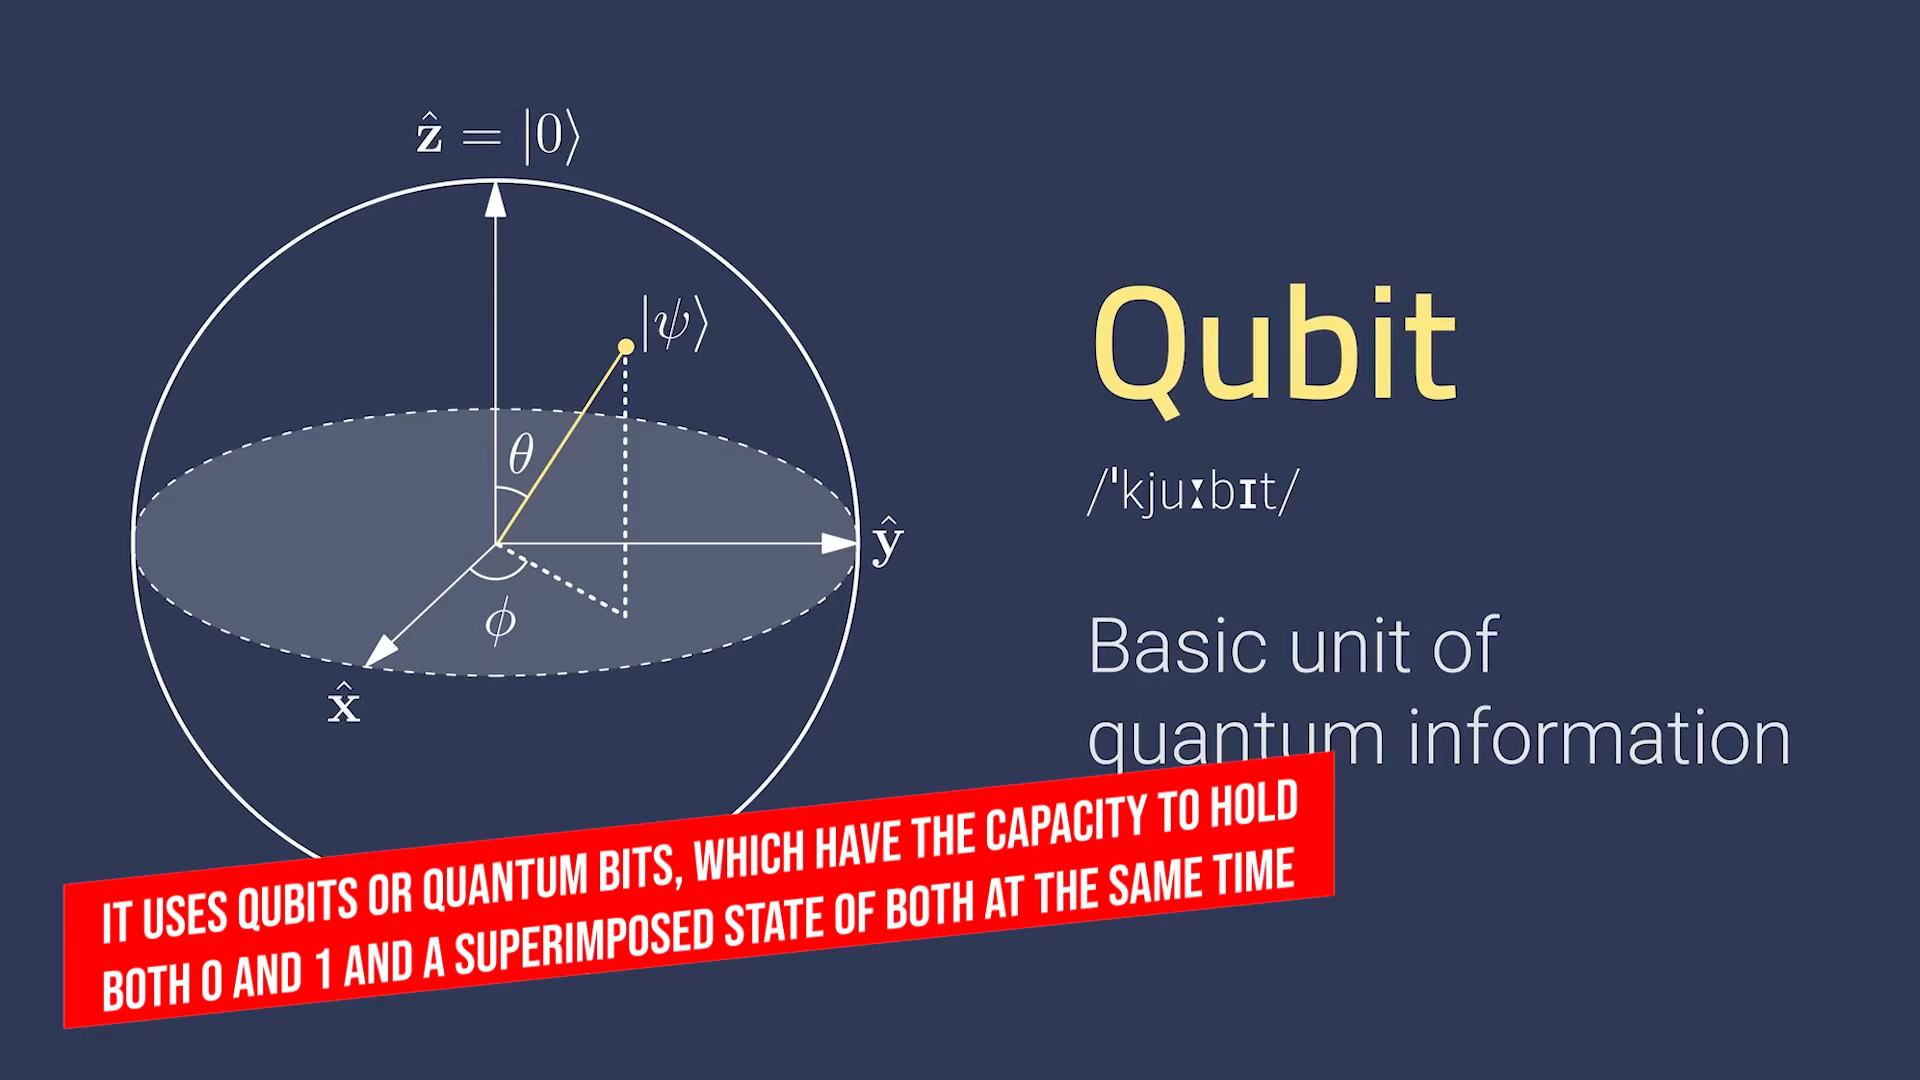 ẑ = |0⟩
|ψ⟩
θ
ŷ
ϕ
x̂
Qubit
/ˈkjuːbɪt/
Basic unit of
quantum information
IT USES QUBITS OR QUANTUM BITS, WHICH HAVE THE CAPACITY TO HOLD
BOTH 0 AND 1 AND A SUPERIMPOSED STATE OF BOTH AT THE SAME TIME